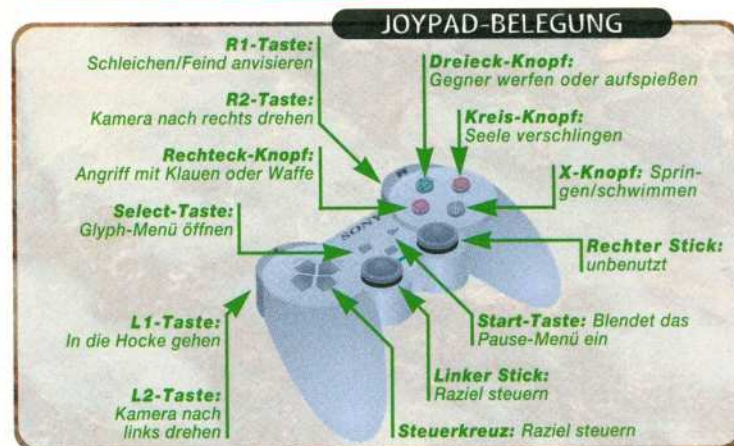 JOYPAD-BELEGUNG
R1-Taste:
Schleichen/Feind anvisieren
R2-Taste:
Kamera nach rechts drehen
Rechteck-Knopf:
Angriff mit Klauen oder Waffe
Select-Taste:
Glyph-Menü öffnen
L1-Taste:
In die Hocke gehen
L2-Taste:
Kamera nach
links drehen
Dreieck-Knopf:
Gegner werfen oder aufspießen
Kreis-Knopf:
Seele verschlingen
X-Knopf: Sprin-
gen/schwimmen
SONY
Rechter Stick:
unbenutzt
Start-Taste: Blendet das
Pause-Menü ein
Linker Stick:
Raziel steuern
Steuerkreuz: Raziel steuern